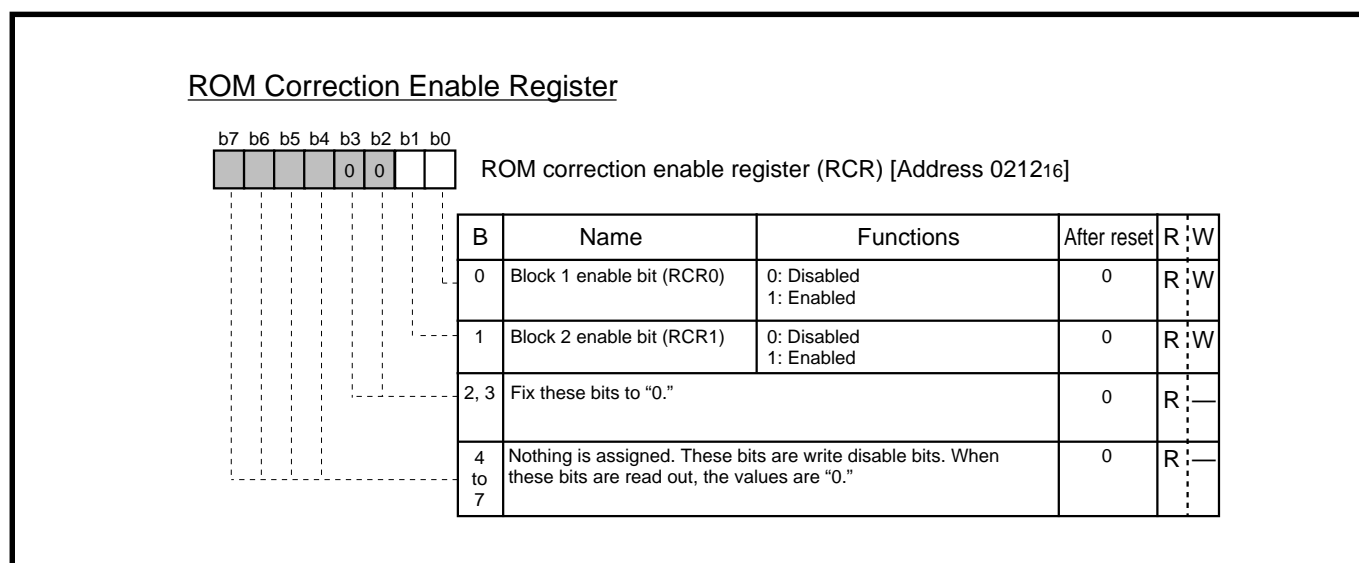 ROM Correction Enable Register
b7 b6 b5 b4 b3 b2 b1 b0
0 0
ROM correction enable register (RCR) [Address 021216]
B Name Functions After reset R W
0 Block 1 enable bit (RCR0) 0: Disabled 0 R W
1: Enabled
1 Block 2 enable bit (RCR1) 0: Disabled 0 R W
1: Enabled
2, 3 Fix these bits to “0.” 0 R —
4 Nothing is assigned. These bits are write disable bits. When 0 R —
to these bits are read out, the values are “0.”
7